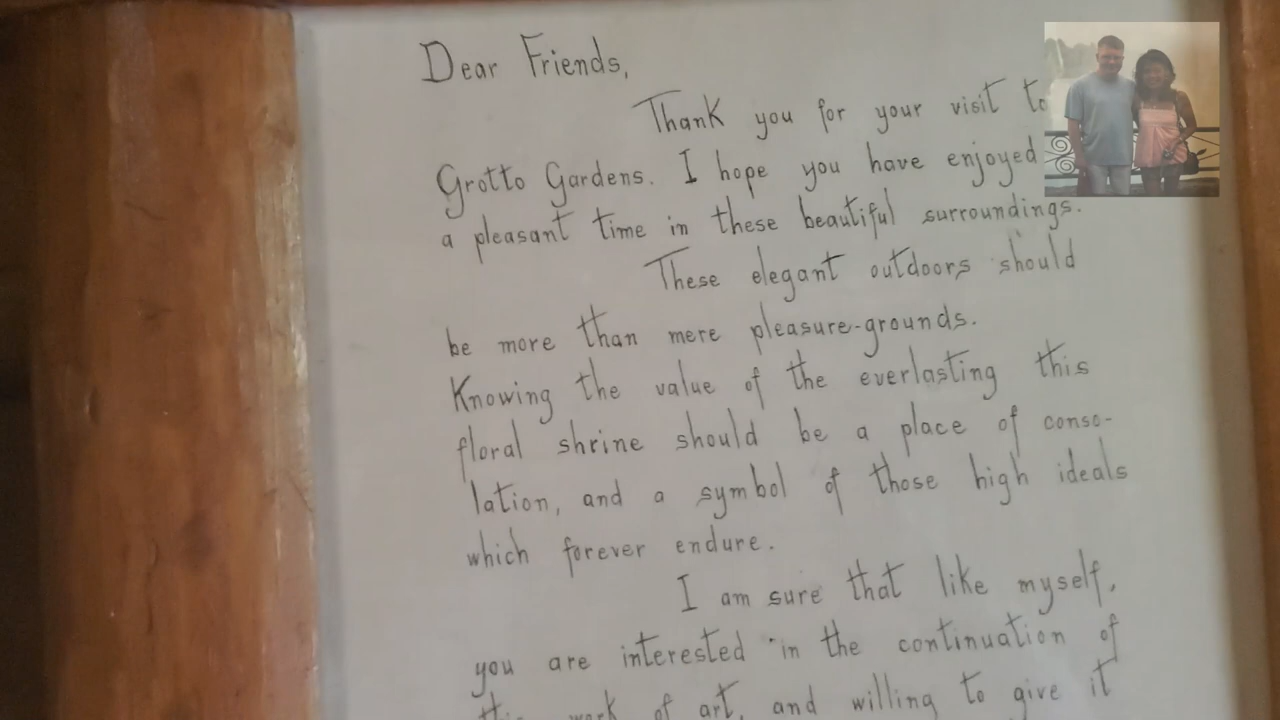 Dear Friends,
Thank you for your visit to
Grotto Gardens. I hope you have enjoyed
a pleasant time in these beautiful surroundings.
These elegant outdoors should
be more than mere pleasure-grounds.
Knowing the value of the everlasting this
floral shrine should be a place of conso-
lation, and a symbol of those high ideals
which forever endure.
I am sure that like myself,
you are interested in the continuation of
work of art, and willing to give it